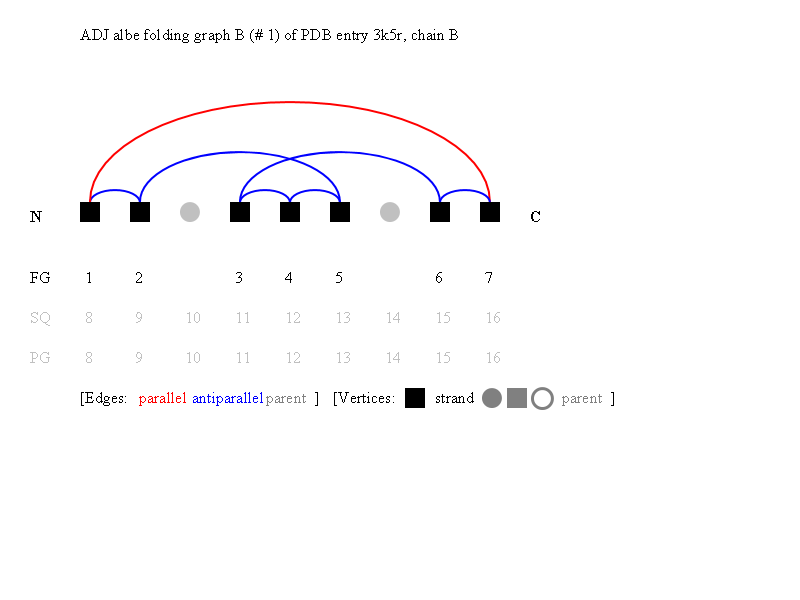 ADJ albe folding graph B (# 1) of PDB entry 3k5r, chain B
N C
FG 1 2 3 4 5 6 7
SQ 8 9 10 11 12 13 14 15 16
PG 8 9 10 11 12 13 14 15 16
[Edges: parallel antiparallel parent ] [Vertices: strand parent ]